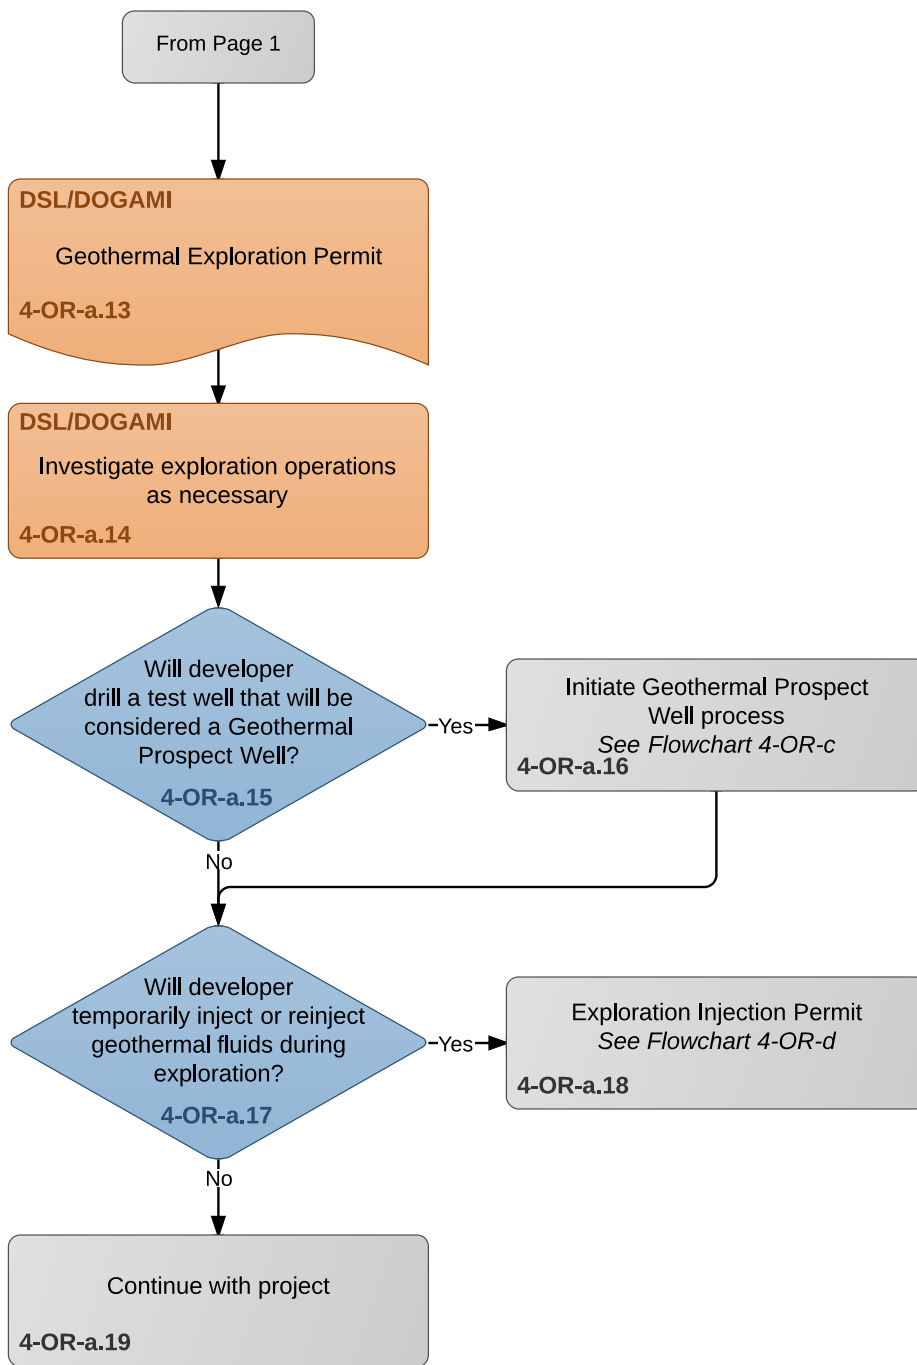 From Page 1
DSL/DOGAMI
Geothermal Exploration Permit
4-OR-a.13
DSL/DOGAMI
Investigate exploration operations
as necessary
4-OR-a.14
Will developer
drill a test well that will be
considered a Geothermal
Prospect Well?
4-OR-a.15
Yes
Initiate Geothermal Prospect
Well process
See Flowchart 4-OR-c
4-OR-a.16
No
Will developer
temporarily inject or reinject
geothermal fluids during
exploration?
4-OR-a.17
Yes
Exploration Injection Permit
See Flowchart 4-OR-d
4-OR-a.18
No
Continue with project
4-OR-a.19